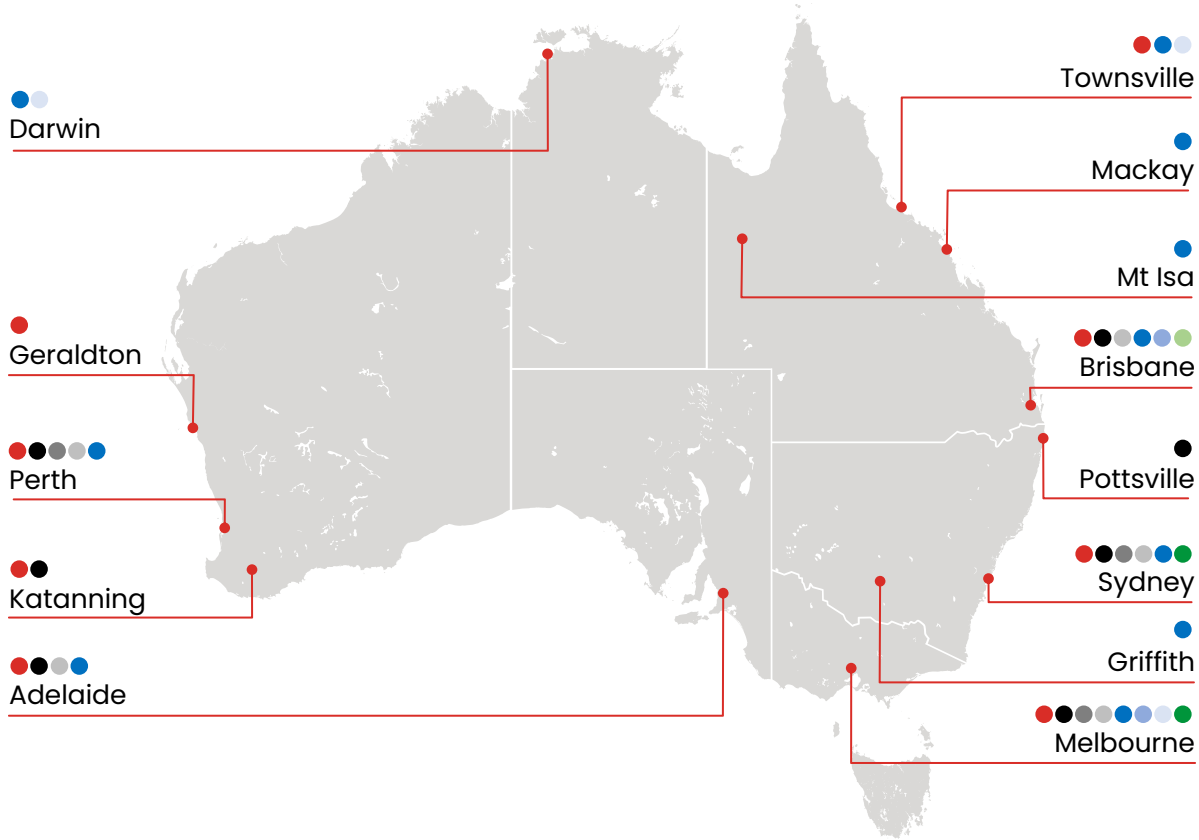 Darwin
Geraldton
Perth
Katanning
Adelaide
Townsville
Mackay
Mt Isa
Brisbane
Pottsville
Sydney
Griffith
Melbourne